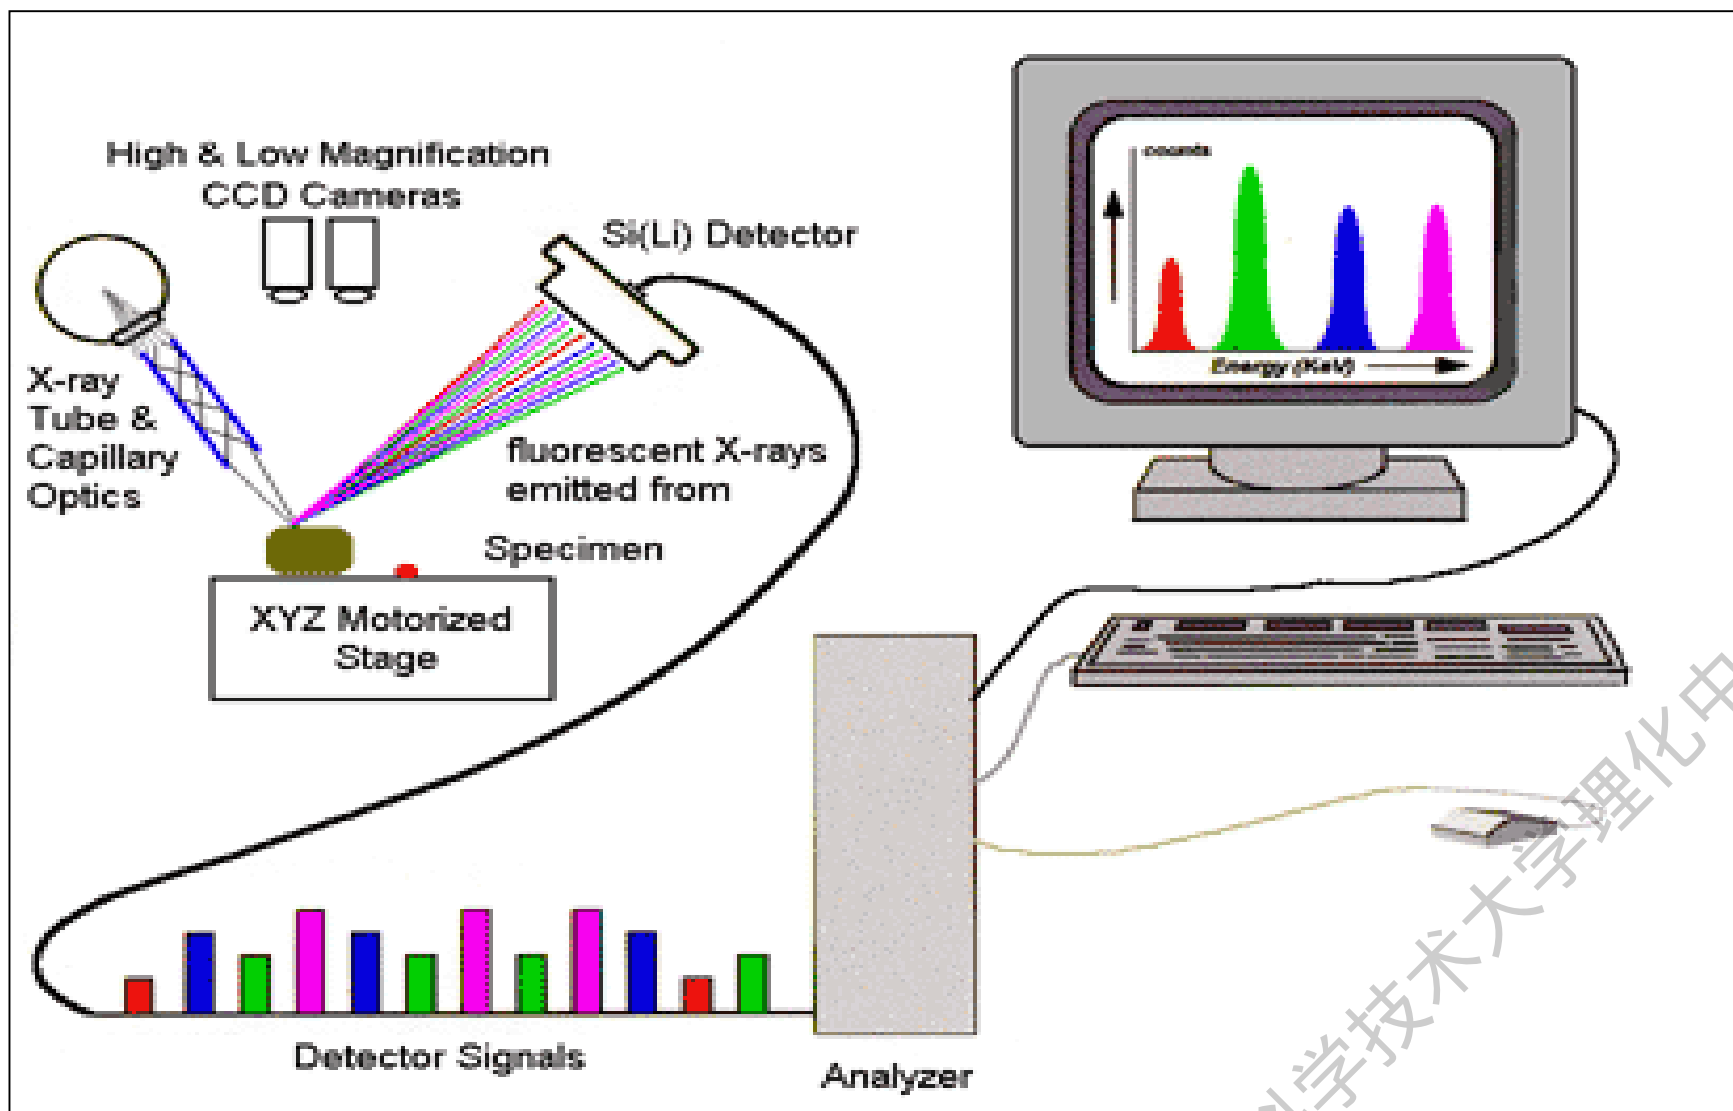 High & Low Magnification
CCD Cameras
Si(Li) Detector
X-ray
Tube &
Capillary
Optics
fluorescent X-rays
emitted from
Specimen
XYZ Motorized
Stage
counts
Energy (KeV)
Detector Signals
Analyzer
科学技术大学理化中